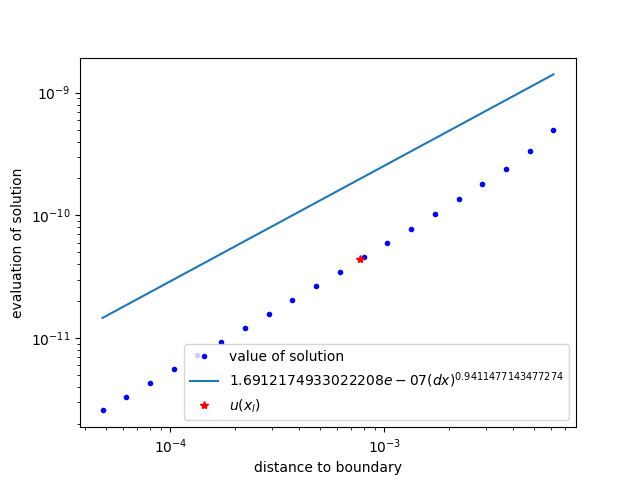 10⁻⁹
10⁻¹⁰
10⁻¹¹
evaluation of solution
value of solution
1.6912174933022208e − 07(dx)^0.9411477143477274
u(x_l)
10⁻⁴ 10⁻³
distance to boundary